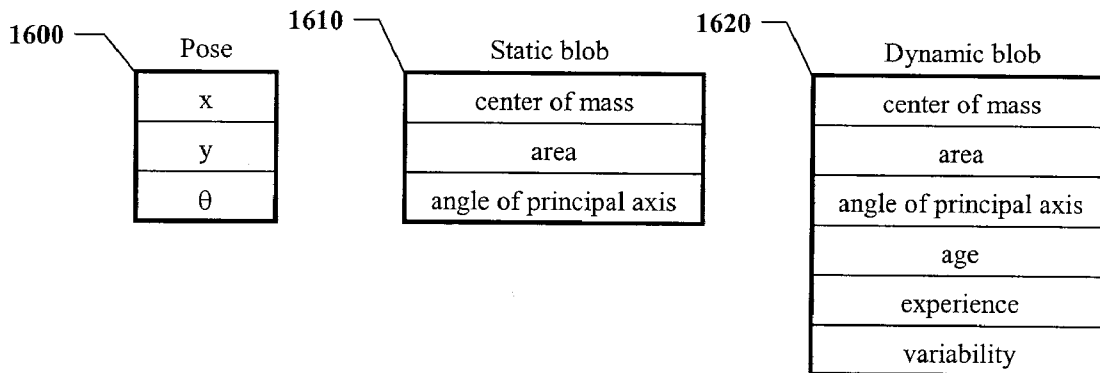 1600
Pose
x
y
θ
1610
Static blob
center of mass
area
angle of principal axis
1620
Dynamic blob
center of mass
area
angle of principal axis
age
experience
variability